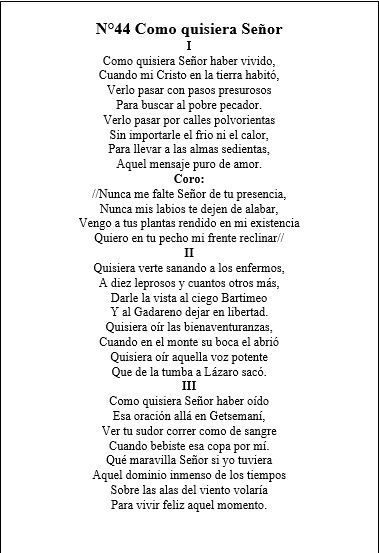 N°44 Como quisiera Señor
I
Como quisiera Señor haber vivido,
Cuando mi Cristo en la tierra habitó,
Verlo pasar con pasos presurosos
Para buscar al pobre pecador.
Verlo pasar por calles polvorientas
Sin importarle el frio ni el calor,
Para llevar a las almas sedientas,
Aquel mensaje puro de amor.
Coro:
//Nunca me falte Señor de tu presencia,
Nunca mis labios te dejen de alabar,
Vengo a tus plantas rendido en mi existencia
Quiero en tu pecho mi frente reclinar//
II
Quisiera verte sanando a los enfermos,
A diez leprosos y cuantos otros más,
Darle la vista al ciego Bartimeo
Y al Gadareno dejar en libertad.
Quisiera oír las bienaventuranzas,
Cuando en el monte su boca el abrió
Quisiera oír aquella voz potente
Que de la tumba a Lázaro sacó.
III
Como quisiera Señor haber oído
Esa oración allá en Getsemaní,
Ver tu sudor correr como de sangre
Cuando bebiste esa copa por mí.
Qué maravilla Señor si yo tuviera
Aquel dominio inmenso de los tiempos
Sobre las alas del viento volaría
Para vivir feliz aquel momento.